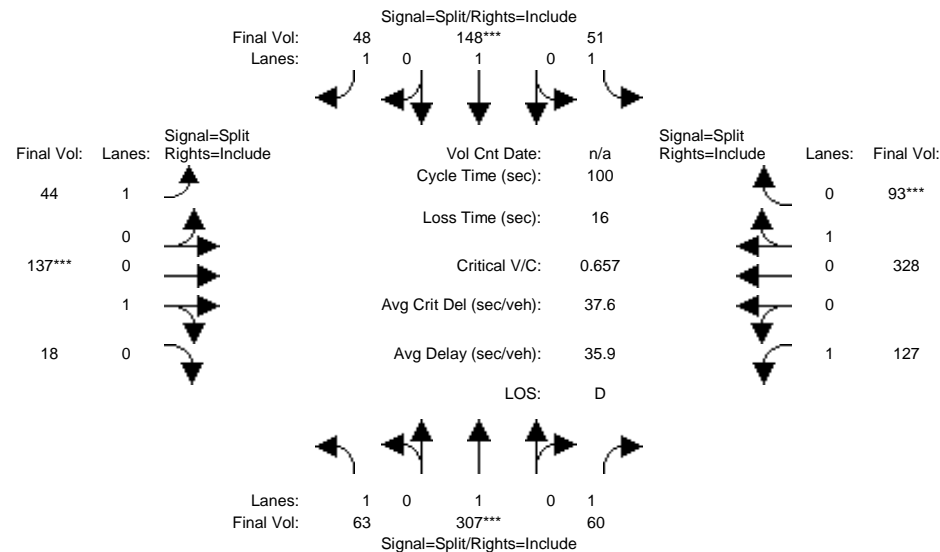 Signal=Split/Rights=Include
Final Vol: 48 148*** 51
Lanes: 1 0 1 0 1
Signal=Split Signal=Split
Final Vol: Lanes: Rights=Include Vol Cnt Date: n/a Rights=Include Lanes: Final Vol:
Cycle Time (sec): 100
44 1 0 93***
Loss Time (sec): 16
0 1
137*** 0 Critical V/C: 0.657 0 328
1 Avg Crit Del (sec/veh): 37.6 0
18 0 Avg Delay (sec/veh): 35.9 1 127
LOS: D
Lanes: 1 0 1 0 1
Final Vol: 63 307*** 60
Signal=Split/Rights=Include